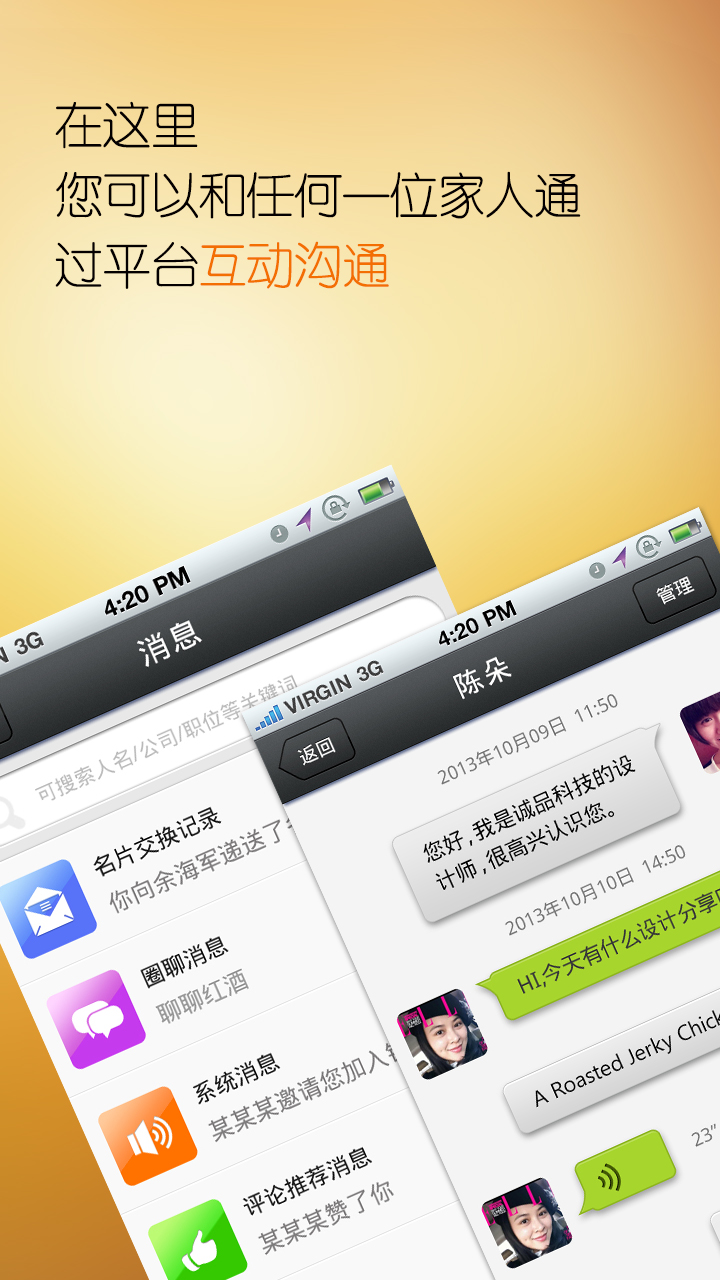 在这里
您可以和任何一位家人通
过平台互动沟通
3G
4:20 PM
消息
可搜索人名/公司/职位等关键词
名片交换记录
你向余海军递送了
圈聊消息
聊聊红酒
系统消息
某某某邀请您加入
评论推荐消息
某某某赞了你
VIRGIN 3G
4:20 PM
返回
陈朵
管理
2013年10月09日 11:50
您好,我是诚品科技的设
计师,很高兴认识您。
2013年10月10日 14:50
HI,今天有什么设计分享
A Roasted Jerky Chick
23"